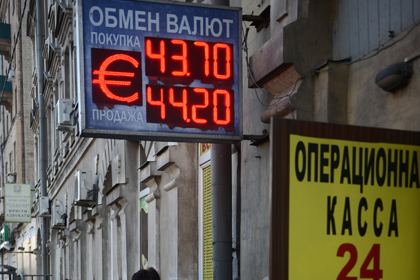 ОБМЕН ВАЛЮТ
ПОКУПКА
43.70
€
44.20
ПРОДАЖА
ОПЕРАЦИОННА
КАССА
24